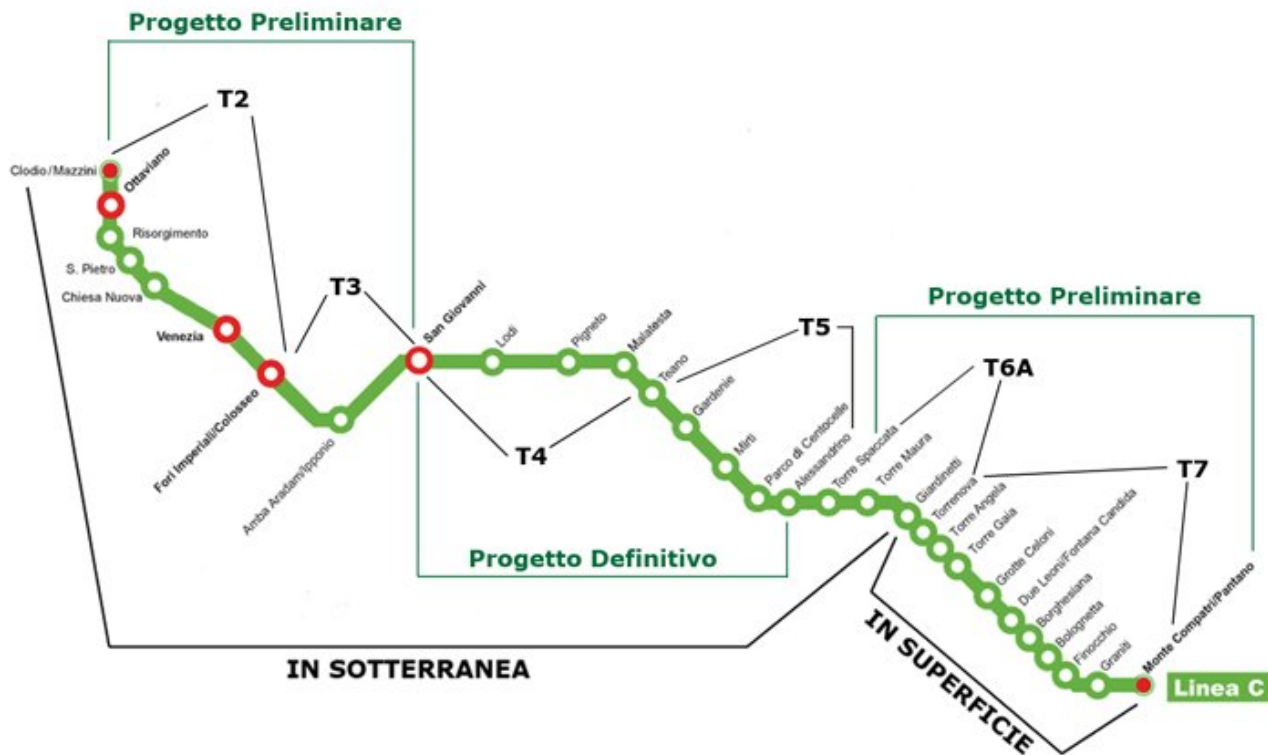 Progetto Preliminare
T2
Clodio/Mazzini
Ottaviano
Risorgimento
S. Pietro
Chiesa Nuova
Venezia
Fori Imperiali/Colosseo
T3
Amba Aradam/Ipponio
San Giovanni
Lodi
Pigneto
Malatesta
Teano
T4
T5
Gardenie
Mirti
Parco di Centocelle
Alessandrino
Torre Spaccata
Progetto Preliminare
T6A
Torre Maura
Giardinetti
Torrenova
Torre Angela
Torre Gaia
T7
Grotte Celoni
Due Leoni/Fontana Candida
Borghesiana
Bolognetta
Finocchio
Graniti
Monte Compatri/Pantano
Progetto Definitivo
IN SOTTERRANEA
IN SUPERFICIE
Linea C